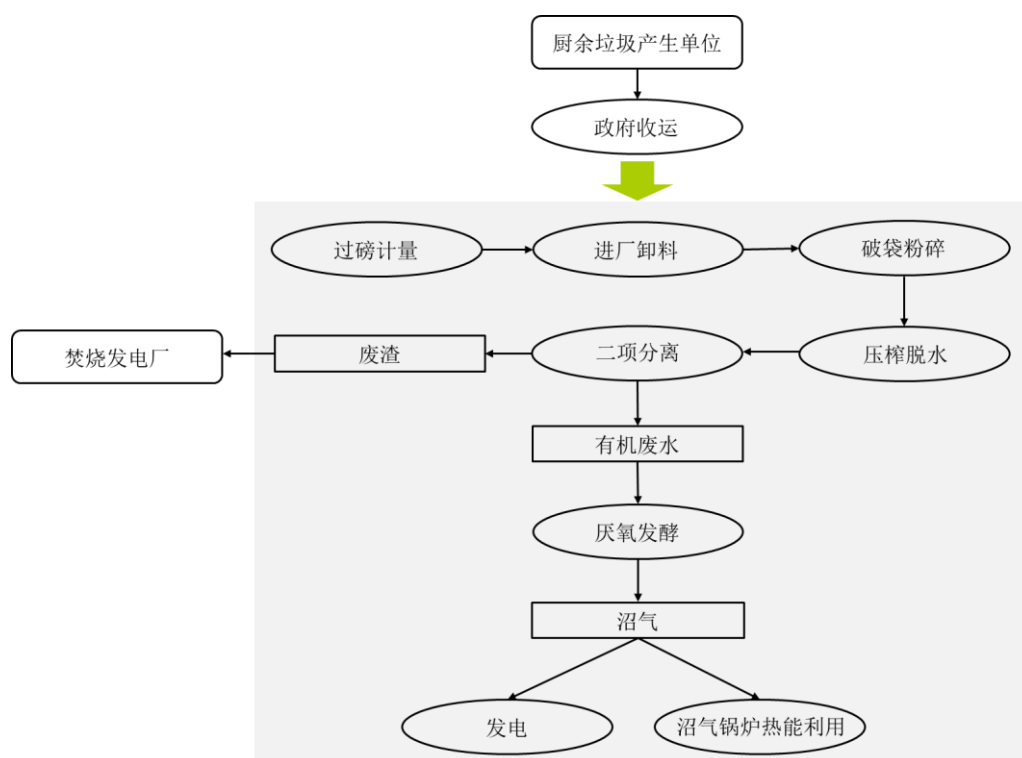 厨余垃圾产生单位
政府收运
过磅计量
进厂卸料
破袋粉碎
焚烧发电厂
废渣
二项分离
压榨脱水
有机废水
厌氧发酵
沼气
发电
沼气锅炉热能利用